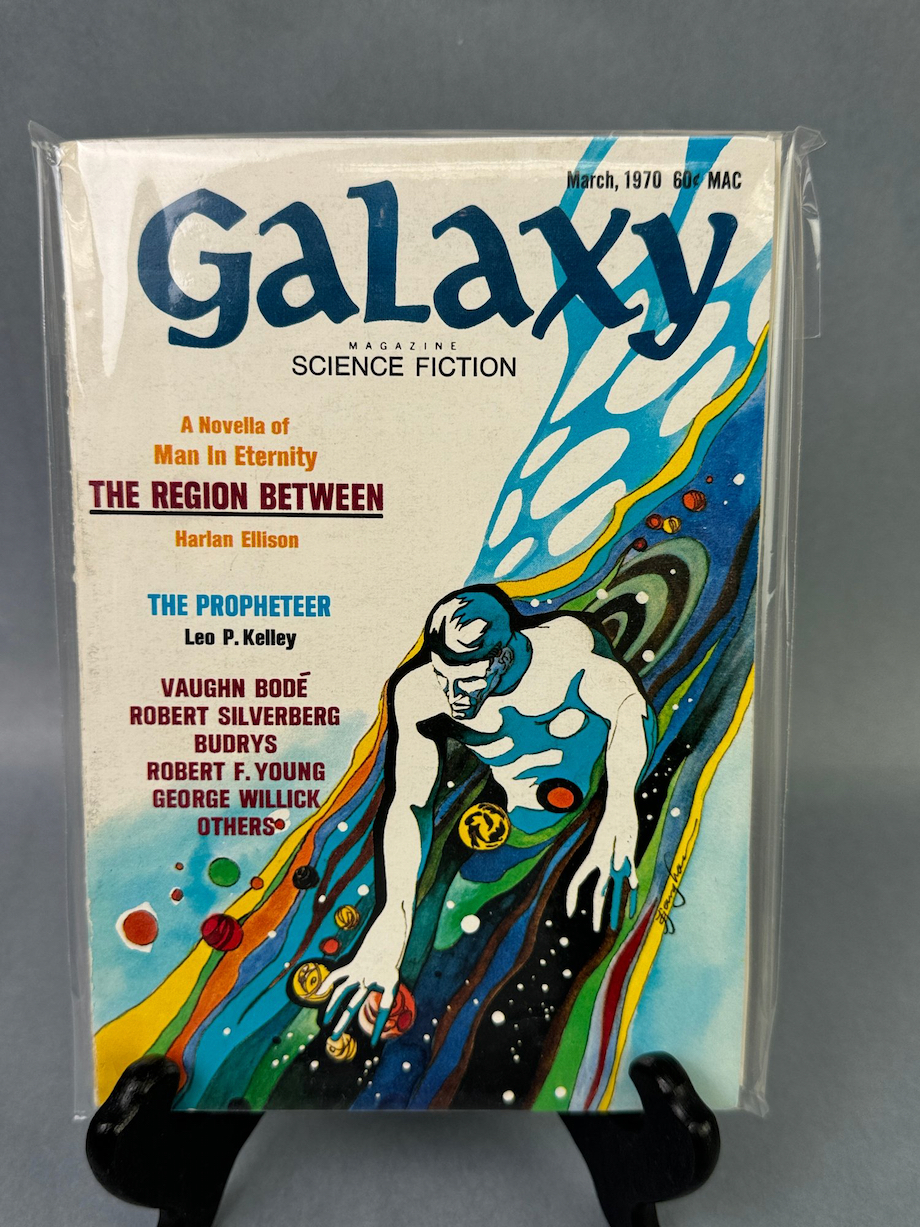 March, 1970 60¢ MAC
Galaxy
MAGAZINE
SCIENCE FICTION
A Novella of
Man In Eternity
THE REGION BETWEEN
Harlan Ellison
THE PROPHETEER
Leo P. Kelley
VAUGHN BODÉ
ROBERT SILVERBERG
BUDRYS
ROBERT F. YOUNG
GEORGE WILLICK
OTHERS
Gaughan